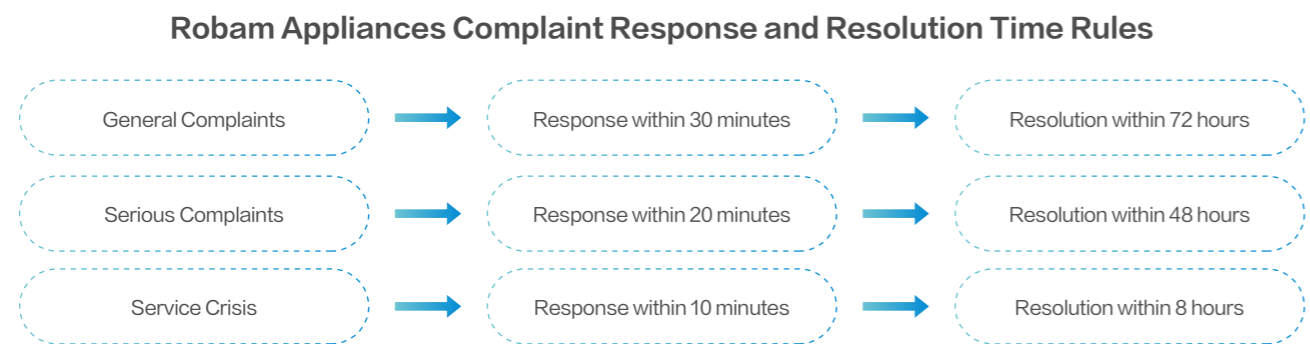 Robam Appliances Complaint Response and Resolution Time Rules
General Complaints
Response within 30 minutes
Resolution within 72 hours
Serious Complaints
Response within 20 minutes
Resolution within 48 hours
Service Crisis
Response within 10 minutes
Resolution within 8 hours